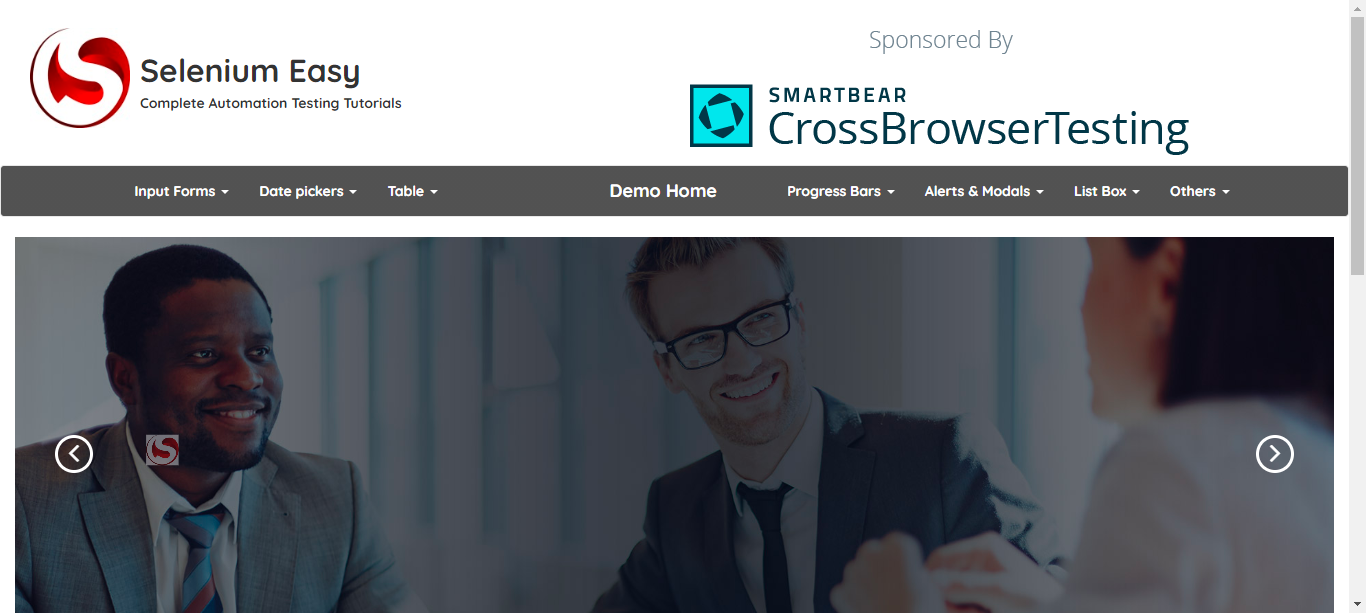 Selenium Easy
Complete Automation Testing Tutorials
Sponsored By
SMARTBEAR
CrossBrowserTesting
Input Forms
Date pickers
Table
Demo Home
Progress Bars
Alerts & Modals
List Box
Others